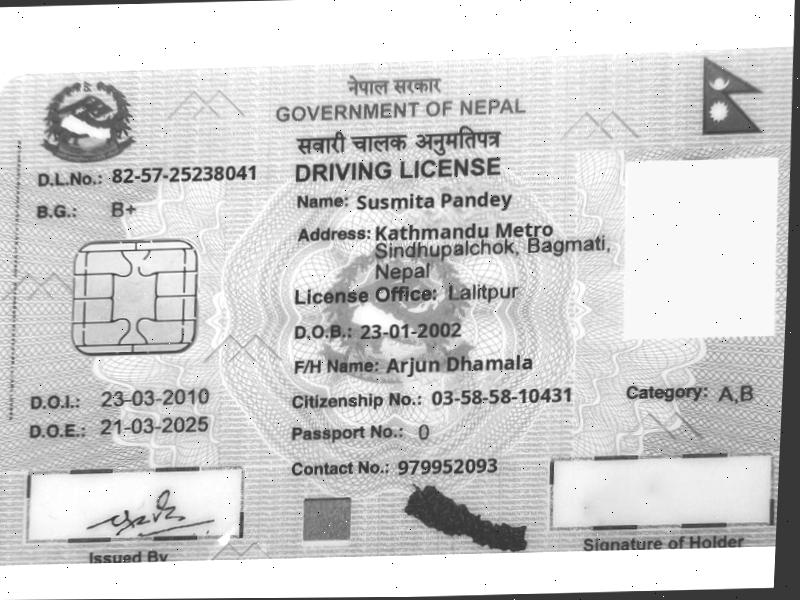 नेपाल सरकार
GOVERNMENT OF NEPAL
सवारी चालक अनुमतिपत्र
DRIVING LICENSE
D.L.No.: 82-57-25238041
B.G.: B+
Name: Susmita Pandey
Address: Kathmandu Metro
Sindhupalchok, Bagmati,
Nepal
License Office: Lalitpur
D.O.B.: 23-01-2002
F/H Name: Arjun Dhamala
D.O.I.: 23-03-2010
Citizenship No.: 03-58-58-10431
Category: A,B
D.O.E.: 21-03-2025
Passport No.: 0
Contact No.: 979952093
Issued By
Signature of Holder